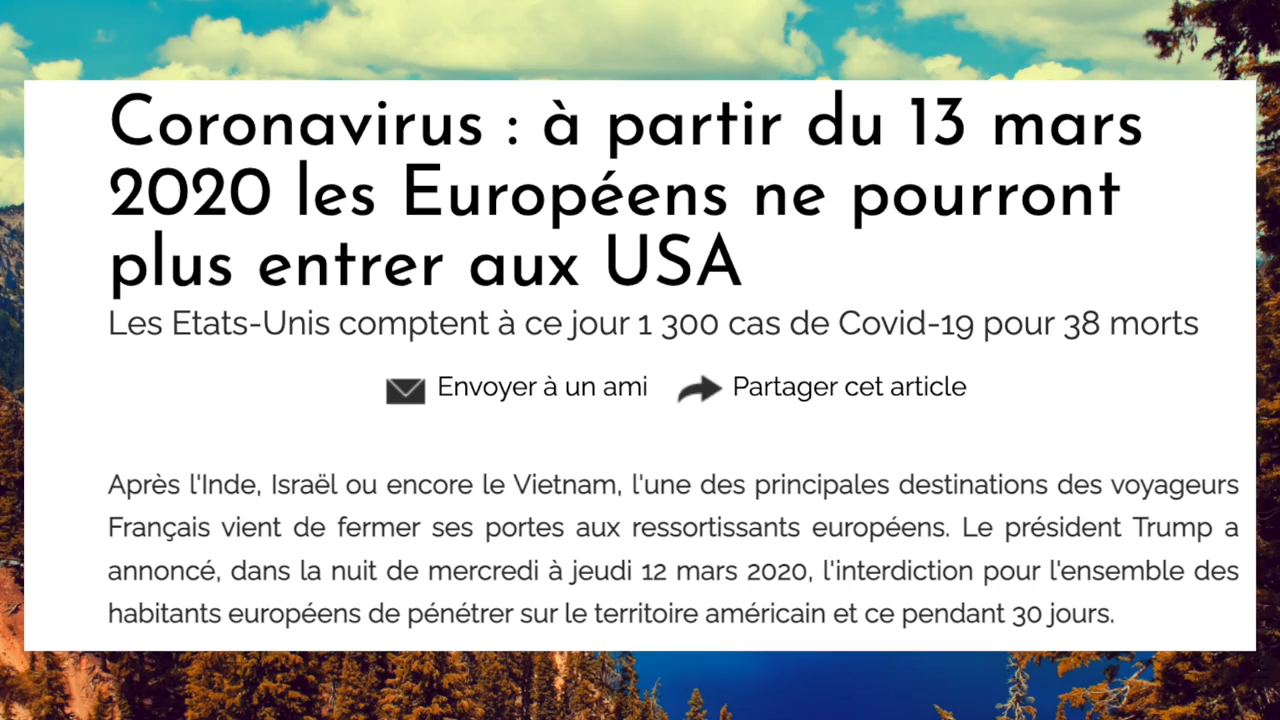 Coronavirus : à partir du 13 mars
2020 les Européens ne pourront
plus entrer aux USA
Les Etats-Unis comptent à ce jour 1 300 cas de Covid-19 pour 38 morts
Envoyer à un ami Partager cet article
Après l'Inde, Israël ou encore le Vietnam, l'une des principales destinations des voyageurs
Français vient de fermer ses portes aux ressortissants européens. Le président Trump a
annoncé, dans la nuit de mercredi à jeudi 12 mars 2020, l'interdiction pour l'ensemble des
habitants européens de pénétrer sur le territoire américain et ce pendant 30 jours.